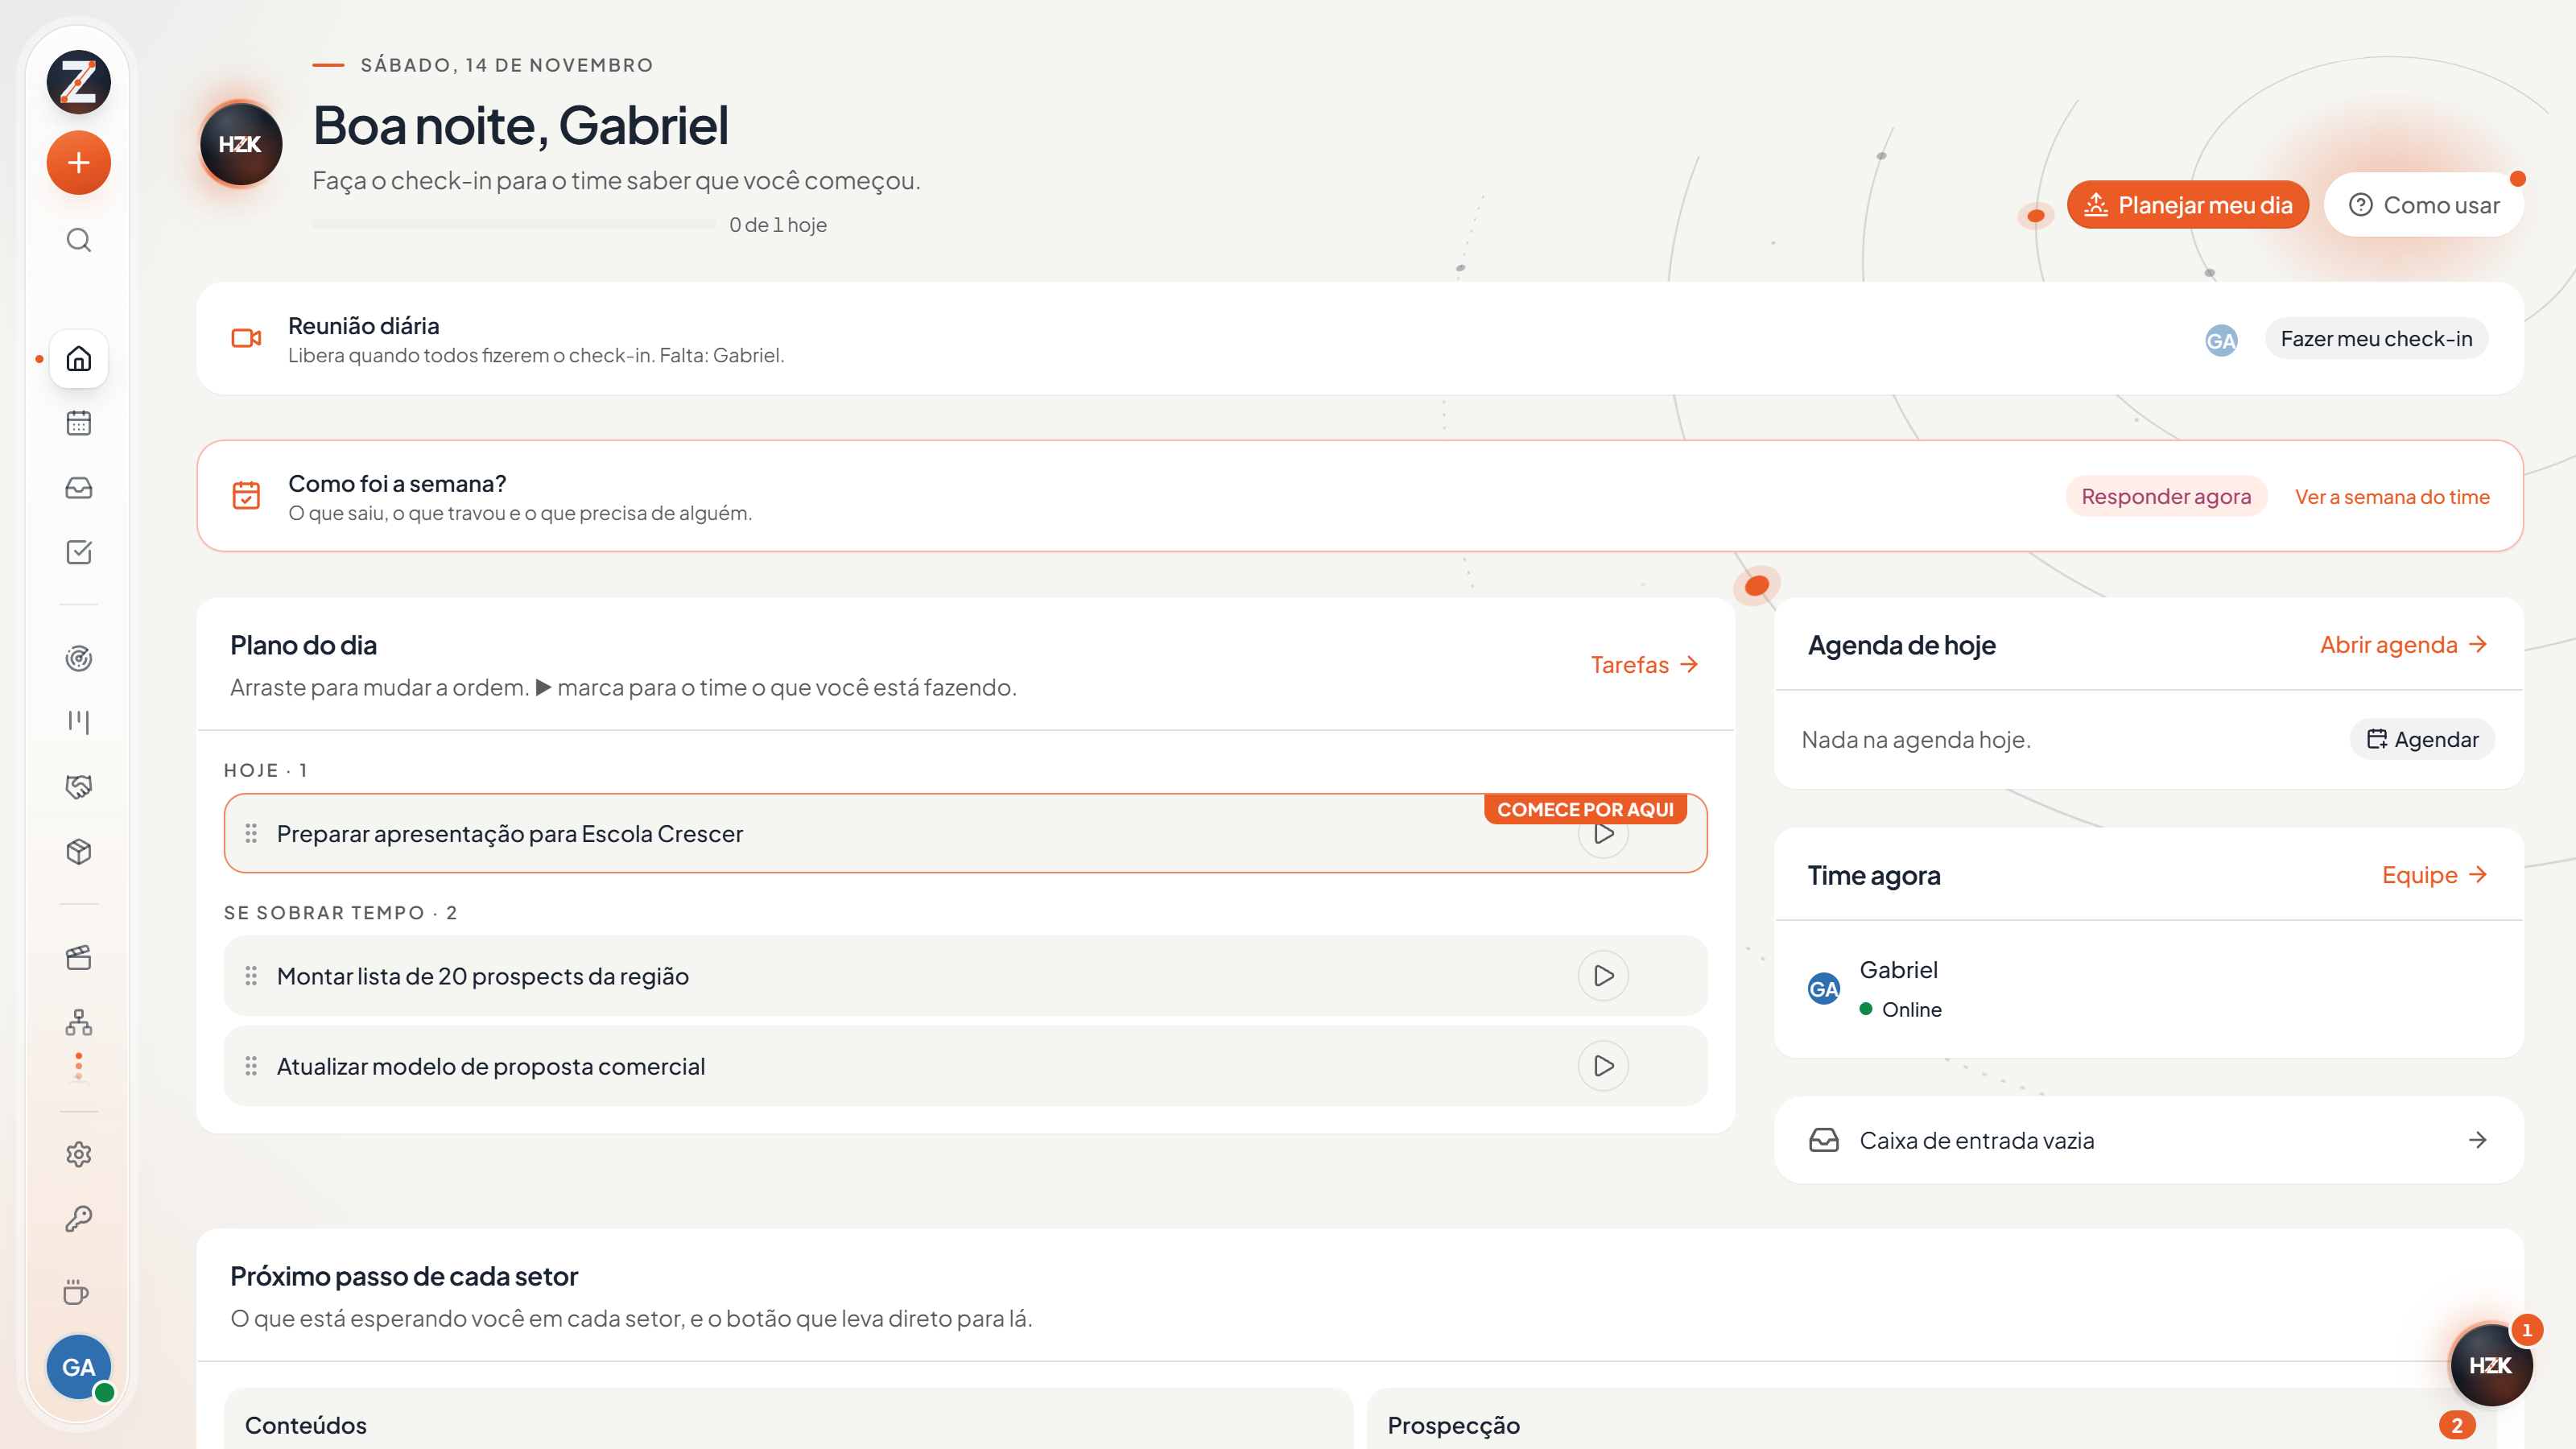 Z
SÁBADO, 14 DE NOVEMBRO
HZK
Boa noite, Gabriel
Faça o check-in para o time saber que você começou.
0 de 1 hoje
Planejar meu dia
Como usar
Reunião diária
Libera quando todos fizerem o check-in. Falta: Gabriel.
GA
Fazer meu check-in
Como foi a semana?
O que saiu, o que travou e o que precisa de alguém.
Responder agora
Ver a semana do time
Plano do dia
Arraste para mudar a ordem. ▶ marca para o time o que você está fazendo.
Tarefas →
HOJE · 1
COMECE POR AQUI
Preparar apresentação para Escola Crescer
SE SOBRAR TEMPO · 2
Montar lista de 20 prospects da região
Atualizar modelo de proposta comercial
Agenda de hoje
Abrir agenda →
Nada na agenda hoje.
Agendar
Time agora
Equipe →
GA
Gabriel
Online
Caixa de entrada vazia
Próximo passo de cada setor
O que está esperando você em cada setor, e o botão que leva direto para lá.
Conteúdos
Prospecção
2
HZK
1
GA